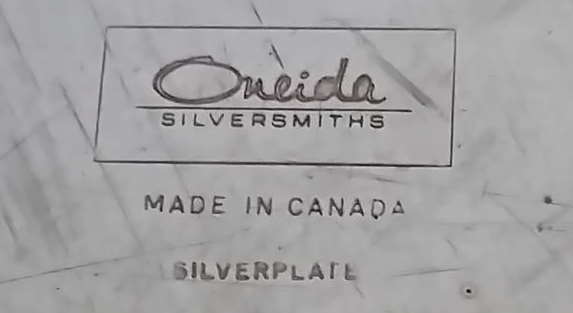 Oneida
SILVERSMITHS
MADE IN CANADA
SILVERPLATE